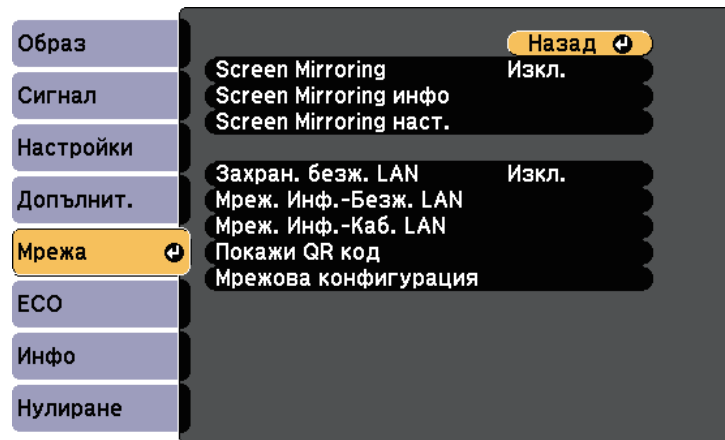 Образ
Сигнал
Настройки
Допълнит.
Мрежа
ECO
Инфо
Нулиране
Назад
Screen Mirroring Изкл.
Screen Mirroring инфо
Screen Mirroring наст.
Захран. безж. LAN Изкл.
Мреж. Инф.-Безж. LAN
Мреж. Инф.-Каб. LAN
Покажи QR код
Мрежова конфигурация